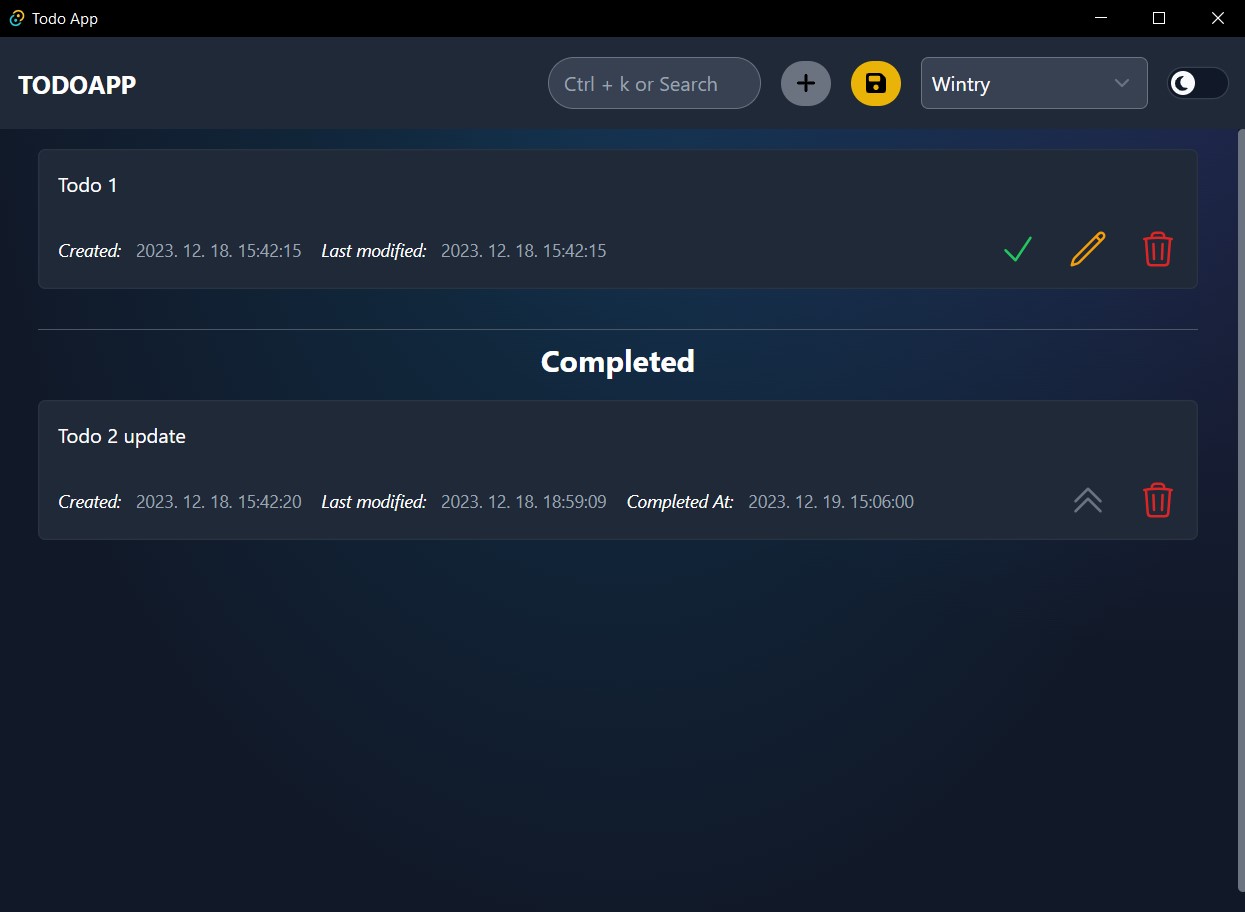 Todo App
TODOAPP
Ctrl + k or Search
Wintry
Todo 1
Created: 2023. 12. 18. 15:42:15 Last modified: 2023. 12. 18. 15:42:15
Completed
Todo 2 update
Created: 2023. 12. 18. 15:42:20 Last modified: 2023. 12. 18. 18:59:09 Completed At: 2023. 12. 19. 15:06:00